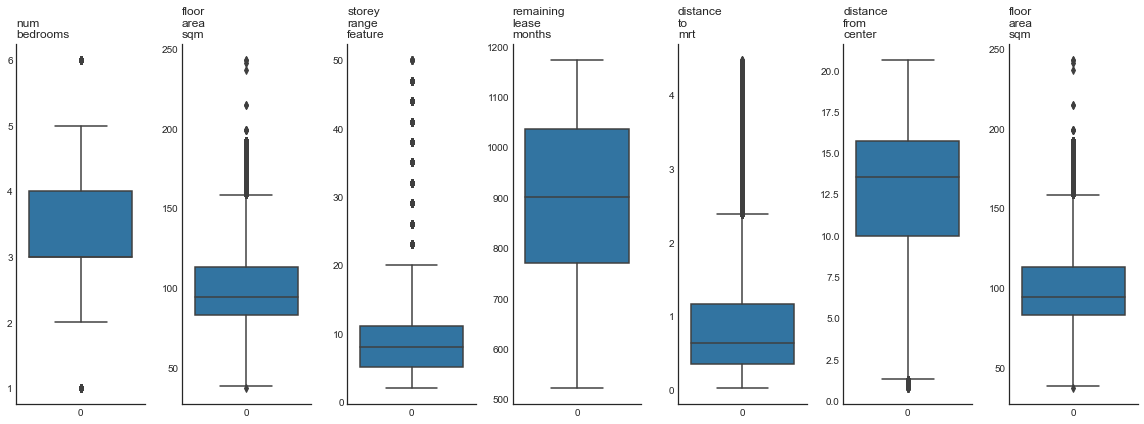 num
bedrooms
6
5
4
3
2
1
0
floor
area
sqm
250
200
150
100
50
0
storey
range
feature
50
40
30
20
10
0
0
remaining
lease
months
1200
1100
1000
900
800
700
600
500
0
distance
to
mrt
4
3
2
1
0
0
distance
from
center
20.0
17.5
15.0
12.5
10.0
7.5
5.0
2.5
0.0
0
floor
area
sqm
250
200
150
100
50
0